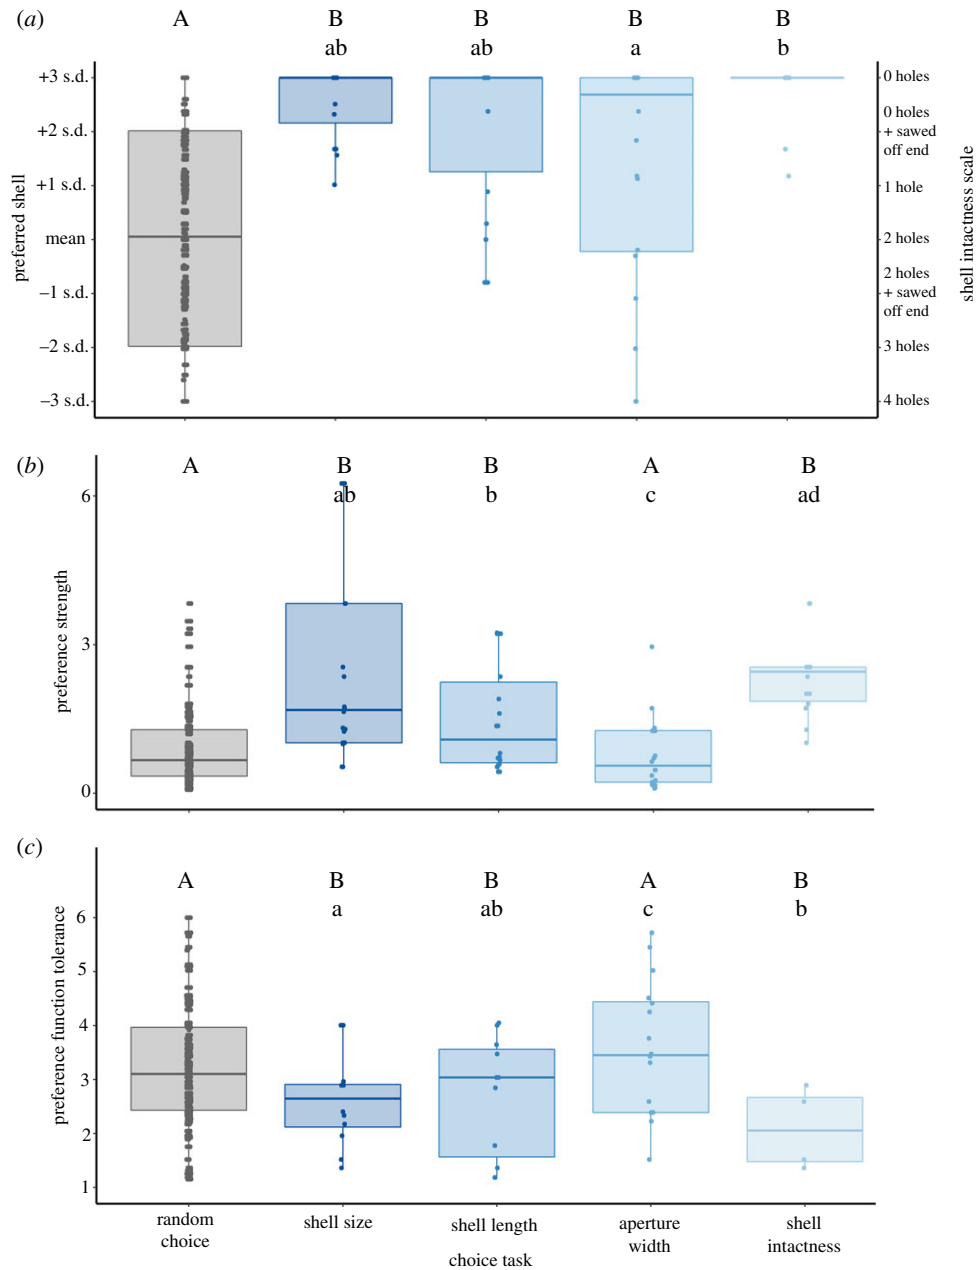 (a)
A B B B B
ab ab a b
+3 s.d.
+2 s.d.
+1 s.d.
mean
–1 s.d.
–2 s.d.
–3 s.d.
preferred shell
0 holes
0 holes
+ sawed
off end
1 hole
2 holes
2 holes
+ sawed
off end
3 holes
4 holes
shell intactness scale
(b)
A B B A B
ab b c ad
6
3
0
preference strength
(c)
A B B A B
a ab c b
6
5
4
3
2
1
preference function tolerance
random
choice
shell size
shell length
aperture
width
shell
intactness
choice task